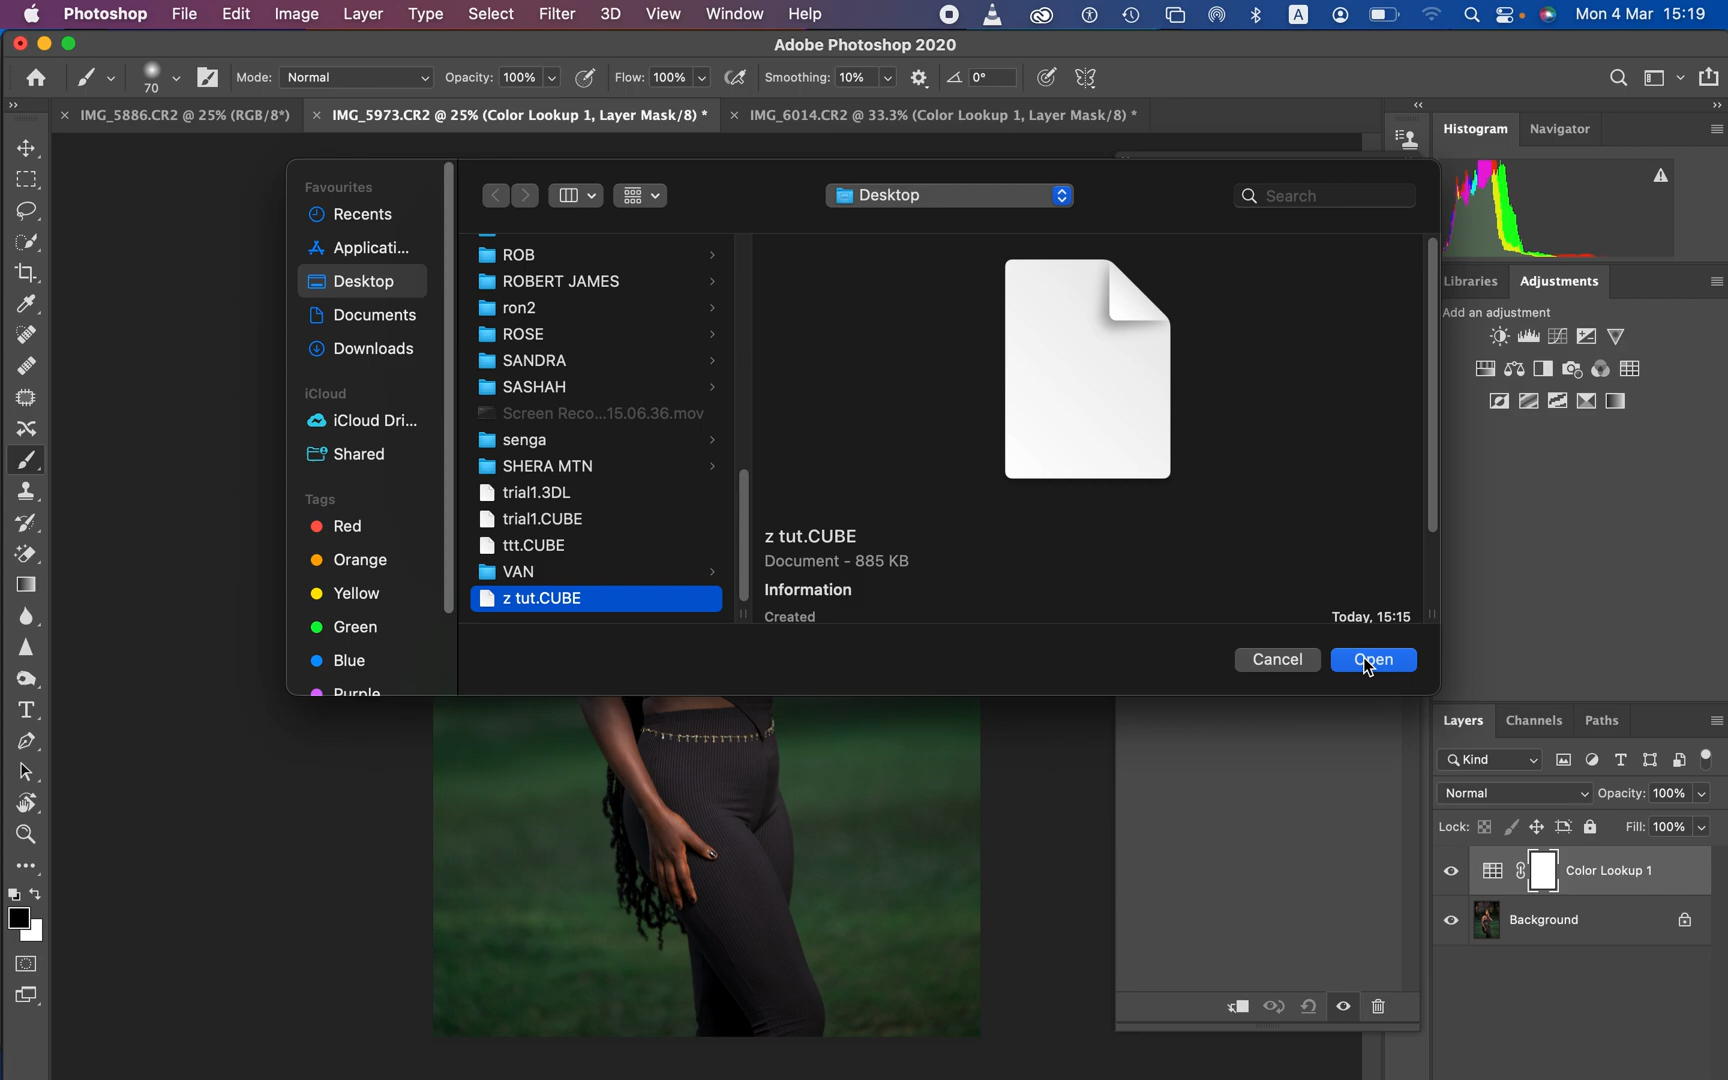 Photoshop File Edit Image Layer Type Select Filter 3D View Window Help A Mon 4 Mar 15:19
Adobe Photoshop 2020
70 Mode: Normal Opacity: 100% Flow: 100% Smoothing: 10% 0°
× IMG_5886.CR2 @ 25% (RGB/8*) × IMG_5973.CR2 @ 25% (Color Lookup 1, Layer Mask/8) * × IMG_6014.CR2 @ 33.3% (Color Lookup 1, Layer Mask/8) *
Histogram Navigator
Favourites
Recents
Applicati...
Desktop
Documents
Downloads
iCloud
iCloud Dri...
Shared
Tags
Red
Orange
Yellow
Green
Blue
Purple
Desktop
Search
ROB
ROBERT JAMES
ron2
ROSE
SANDRA
SASHAH
Screen Reco...15.06.36.mov
senga
SHERA MTN
trial1.3DL
trial1.CUBE
ttt.CUBE
VAN
z tut.CUBE
z tut.CUBE
Document - 885 KB
Information
Created Today, 15:15
Cancel Open
Libraries Adjustments
Add an adjustment
Layers Channels Paths
Kind
Normal Opacity: 100%
Lock: Fill: 100%
Color Lookup 1
Background